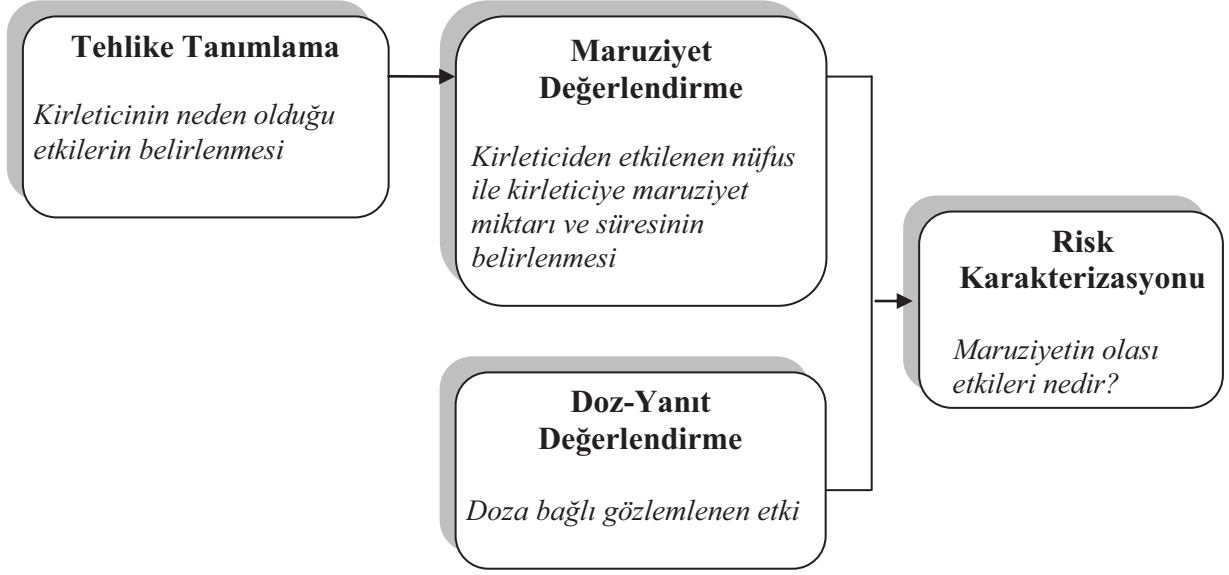 Tehlike Tanımlama
Kirleticinin neden olduğu
etkilerin belirlenmesi
Maruziyet
Değerlendirme
Kirleticiden etkilenen nüfus
ile kirleticiye maruziyet
miktarı ve süresinin
belirlenmesi
Doz-Yanıt
Değerlendirme
Doza bağlı gözlemlenen etki
Risk
Karakterizasyonu
Maruziyetin olası
etkileri nedir?